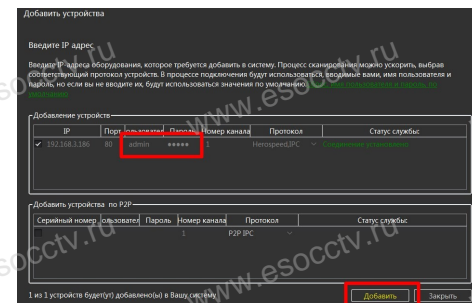 Добавить устройства
Введите IP адрес
Введите IP-адреса оборудования, которое требуется добавить в систему. Процесс сканирования можно ускорить, выбрав
соответствующий протокол устройств. В процессе подключения будут использоваться, вводимые вами, имя пользователя и
пароль, но если вы не вводите их, будут использоваться значения по умолчанию.
Добавление устройств
IP Порт Пароль Номер канала Протокол Статус службы:
192.168.3.186 80 admin ••••• 1 Herospeed,IPC Соединение установлено
Добавить устройства по P2P
Серийный номер Пароль Номер канала Протокол Статус службы:
1 P2P IPC
1 из 1 устройств будет(ут) добавлено(ы) в Вашу систему Добавить Закрыть
www.esocctv.ru